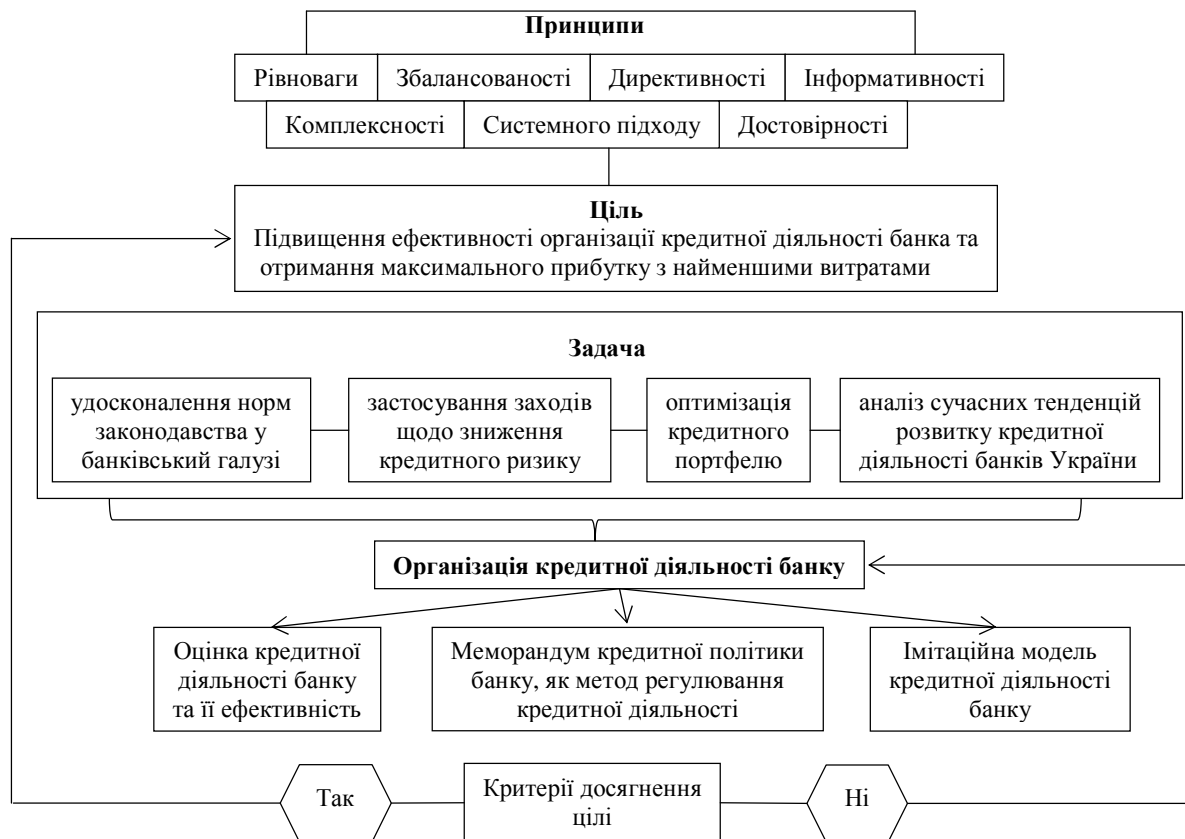 Принципи
Рівноваги
Збалансованості
Директивності
Інформативності
Комплексності
Системного підходу
Достовірності
Ціль
Підвищення ефективності організації кредитної діяльності банка та
отримання максимального прибутку з найменшими витратами
Задача
удосконалення норм
законодавства у
банківський галузі
застосування заходів
щодо зниження
кредитного ризику
оптимізація
кредитного
портфелю
аналіз сучасних тенденцій
розвитку кредитної
діяльності банків України
Організація кредитної діяльності банку
Оцінка кредитної
діяльності банку
та її ефективність
Меморандум кредитної політики
банку, як метод регулювання
кредитної діяльності
Імітаційна модель
кредитної діяльності
банку
Так
Критерії досягнення
цілі
Ні